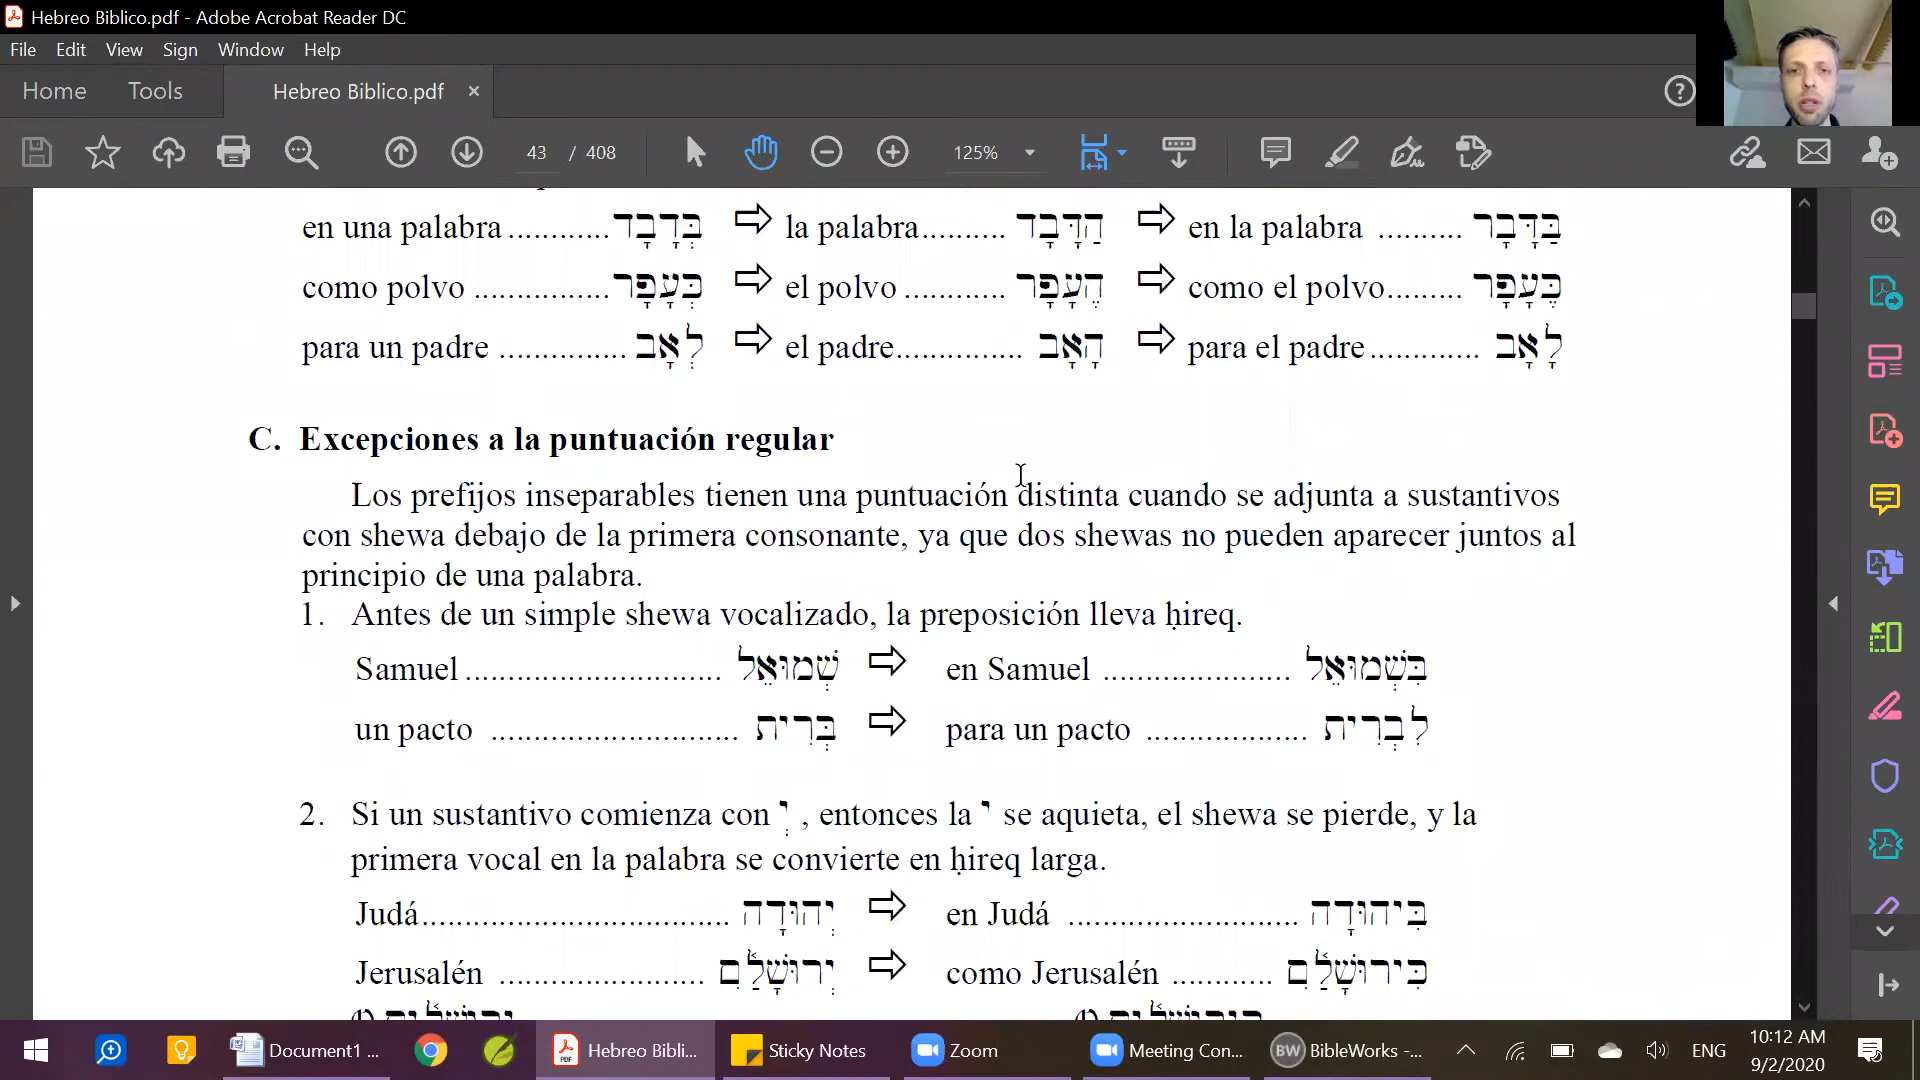 Hebreo Biblico.pdf - Adobe Acrobat Reader DC
File Edit View Sign Window Help
Home Tools Hebreo Biblico.pdf ×
43 / 408 125%
en una palabra ............ בְּדָבָד ⇨ la palabra.......... הַדָּבָד ⇨ en la palabra .......... בַּדָּבָר
como polvo ................ כְּעָפָר ⇨ el polvo ............ הֶעָפָר ⇨ como el polvo......... כֶּעָפָר
para un padre .............. לְאָב ⇨ el padre.............. הָאָב ⇨ para el padre............ לָאָב
C. Excepciones a la puntuación regular
Los prefijos inseparables tienen una puntuación distinta cuando se adjunta a sustantivos
con shewa debajo de la primera consonante, ya que dos shewas no pueden aparecer juntos al
principio de una palabra.
1. Antes de un simple shewa vocalizado, la preposición lleva ḥireq.
Samuel ............................ שְׁמוּאֵל ⇨ en Samuel ..................... בִּשְׁמוּאֵל
un pacto ........................... בְּרִית ⇨ para un pacto .................. לִבְרִית
2. Si un sustantivo comienza con יְ , entonces la י se aquieta, el shewa se pierde, y la
primera vocal en la palabra se convierte en ḥireq larga.
Judá................................. יְהוּדָה ⇨ en Judá ......................... בִּיהוּדָה
Jerusalén ...................... יְרוּשָׁלַ֫םִ ⇨ como Jerusalén ........... כִּירוּשָׁלַ֫םִ
Document1 ... Hebreo Bibli... Sticky Notes Zoom Meeting Con... BW BibleWorks -... ENG 10:12 AM
9/2/2020